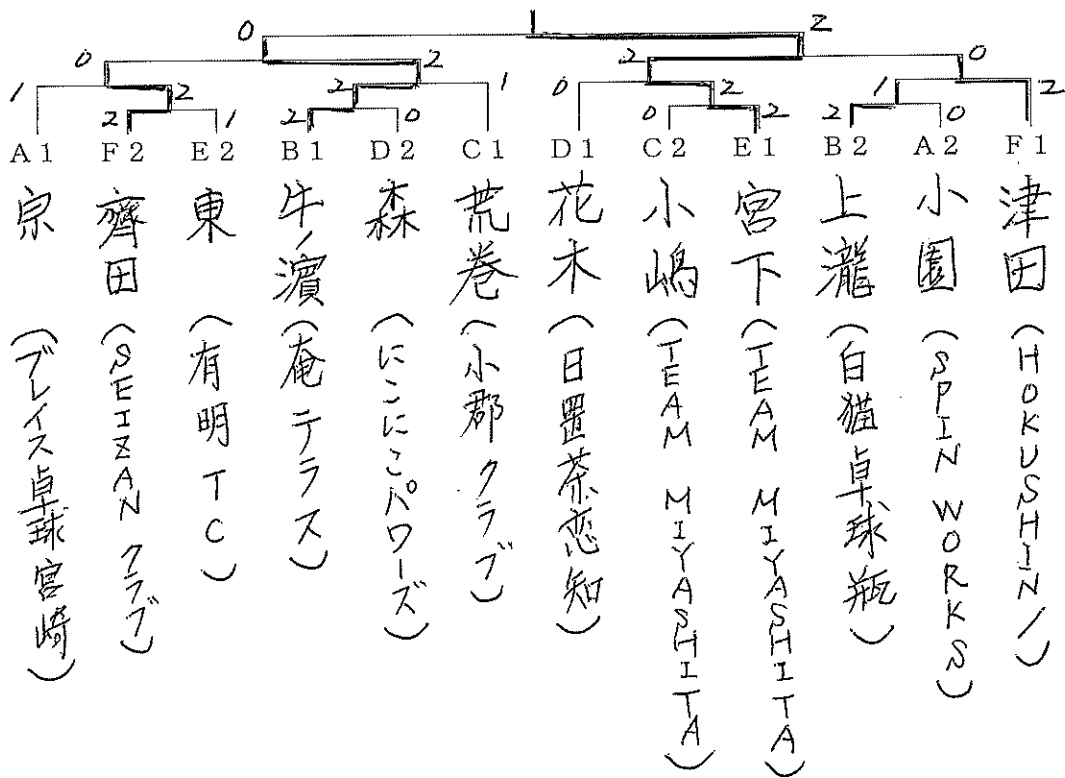 0 2
0 2 2 0
1 2 2 1 0 2 1 2
2 1 2 0 0 2 2 0
A1 F2 E2 B1 D2 C1 D1 C2 E1 B2 A2 F1
宗 (ブレイス卓球宮崎)
齊田 (SEIZAN クラブ)
東 (有明TC)
牛ノ濵 (庵テラス)
森 (にこにこパワーズ)
荒巻 (小郡クラブ)
花木 (日置茶恋知)
小嶋 (TEAM MIYASHITA)
宮下 (TEAM MIYASHITA)
上瀧 (白猫卓球瓶)
小園 (SPIN WORKS)
津田 (HOKUSHIN/)